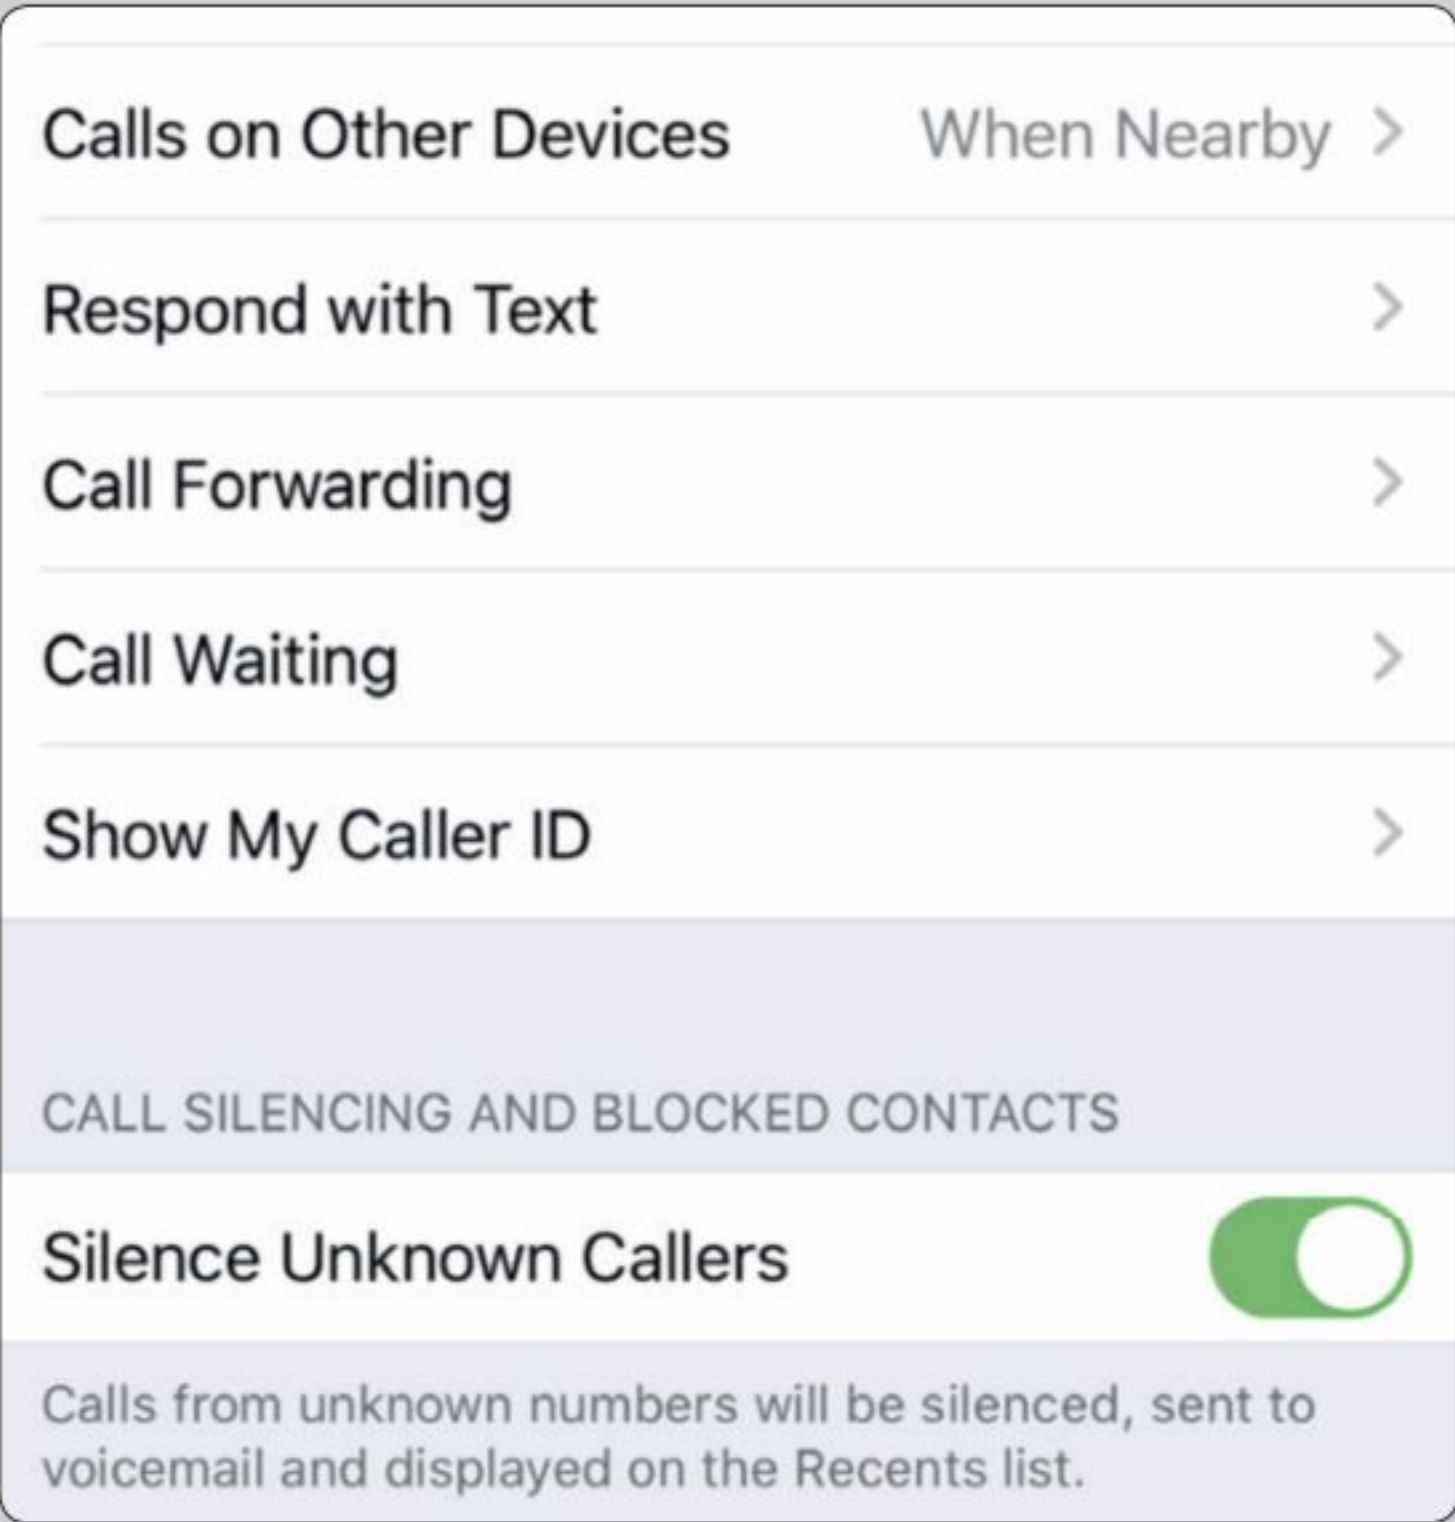 Calls on Other Devices When Nearby
Respond with Text
Call Forwarding
Call Waiting
Show My Caller ID
CALL SILENCING AND BLOCKED CONTACTS
Silence Unknown Callers
Calls from unknown numbers will be silenced, sent to
voicemail and displayed on the Recents list.